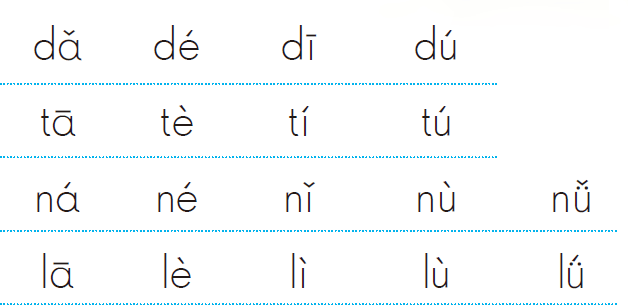 dǎ dé dī dú
tā tè tí tú
ná né nǐ nù nǚ
lā lè lì lù lǘ